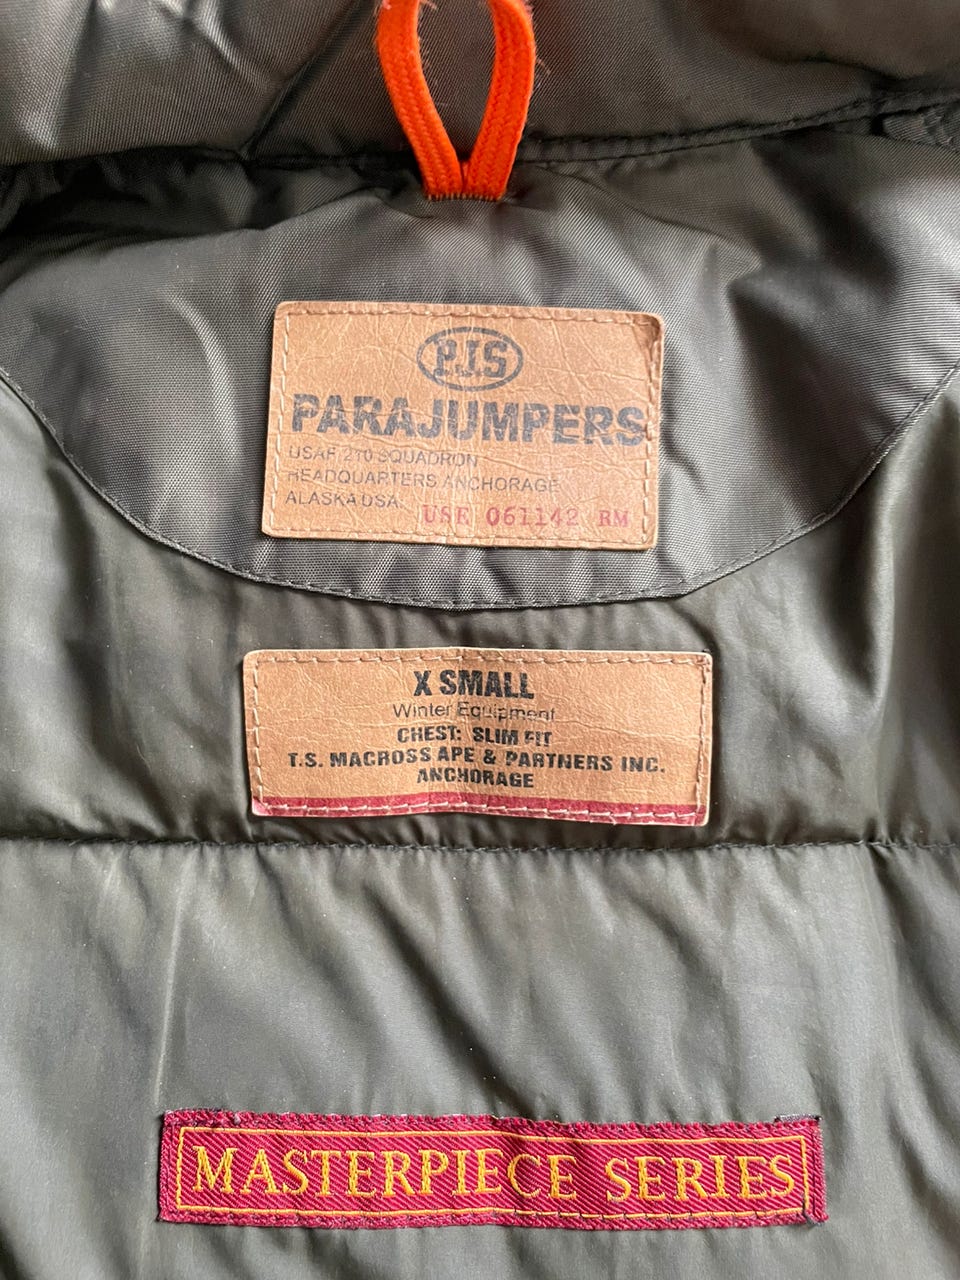 P.J.S
PARAJUMPERS
USAF 210 SQUADRON
HEADQUARTERS ANCHORAGE
ALASKA USA.
USE 061142 RM
X SMALL
Winter Equipment
CHEST: SLIM FIT
T.S. MACROSS APE & PARTNERS INC.
ANCHORAGE
MASTERPIECE SERIES